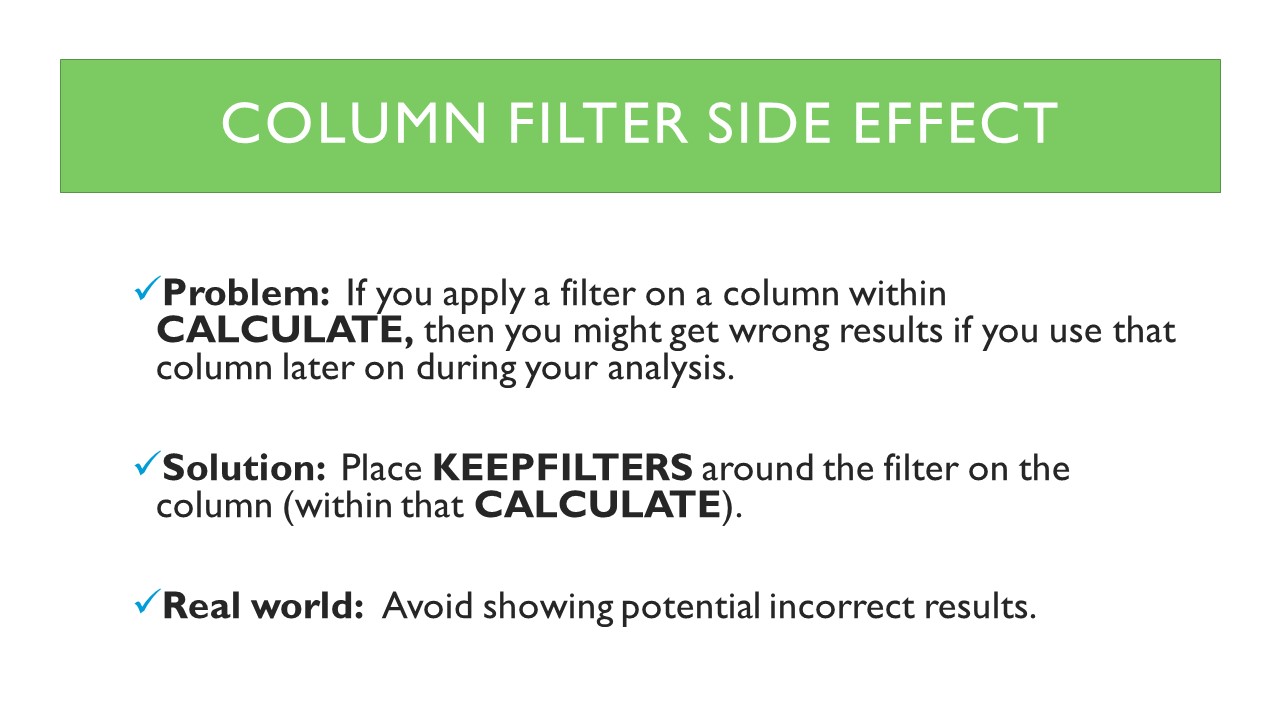 COLUMN FILTER SIDE EFFECT
✓Problem: If you apply a filter on a column within
CALCULATE, then you might get wrong results if you use that
column later on during your analysis.
✓Solution: Place KEEPFILTERS around the filter on the
column (within that CALCULATE).
✓Real world: Avoid showing potential incorrect results.